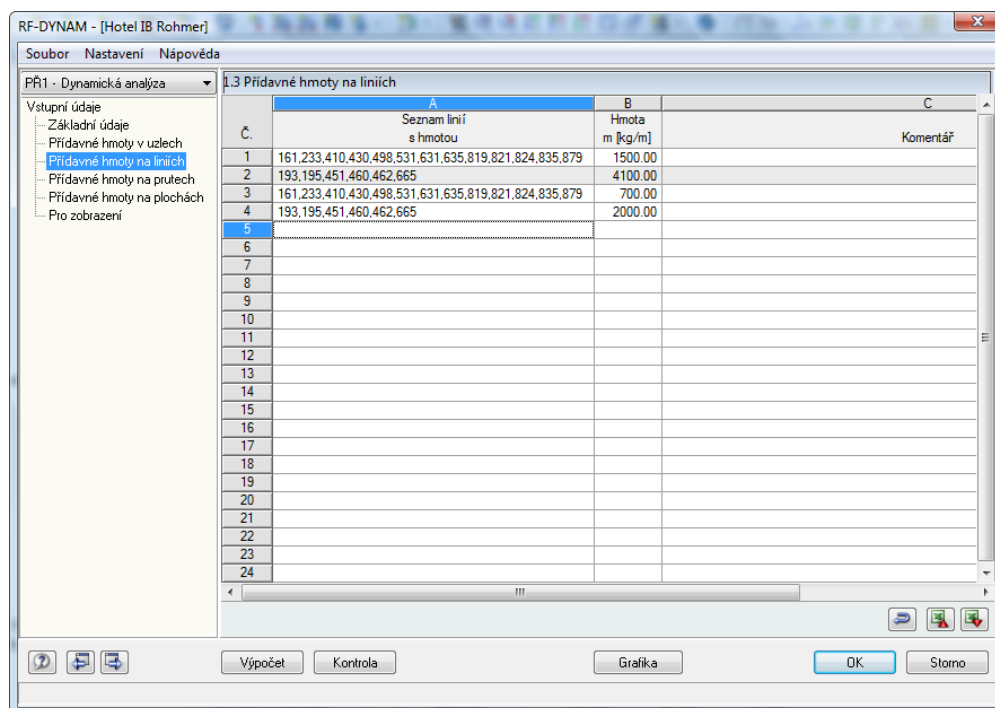 RF-DYNAM - [Hotel IB Rohmer]
Soubor Nastavení Nápověda
PŘ1 - Dynamická analýza
1.3 Přídavné hmoty na liniích
Vstupní údaje
Základní údaje
Přídavné hmoty v uzlech
Přídavné hmoty na liniích
Přídavné hmoty na prutech
Přídavné hmoty na plochách
Pro zobrazení
A B C
Č. Seznam linií s hmotou Hmota m [kg/m] Komentář
1 161,233,410,430,498,531,631,635,819,821,824,835,879 1500.00
2 193,195,451,460,462,665 4100.00
3 161,233,410,430,498,531,631,635,819,821,824,835,879 700.00
4 193,195,451,460,462,665 2000.00
5
6
7
8
9
10
11
12
13
14
15
16
17
18
19
20
21
22
23
24
Výpočet Kontrola Grafika OK Storno